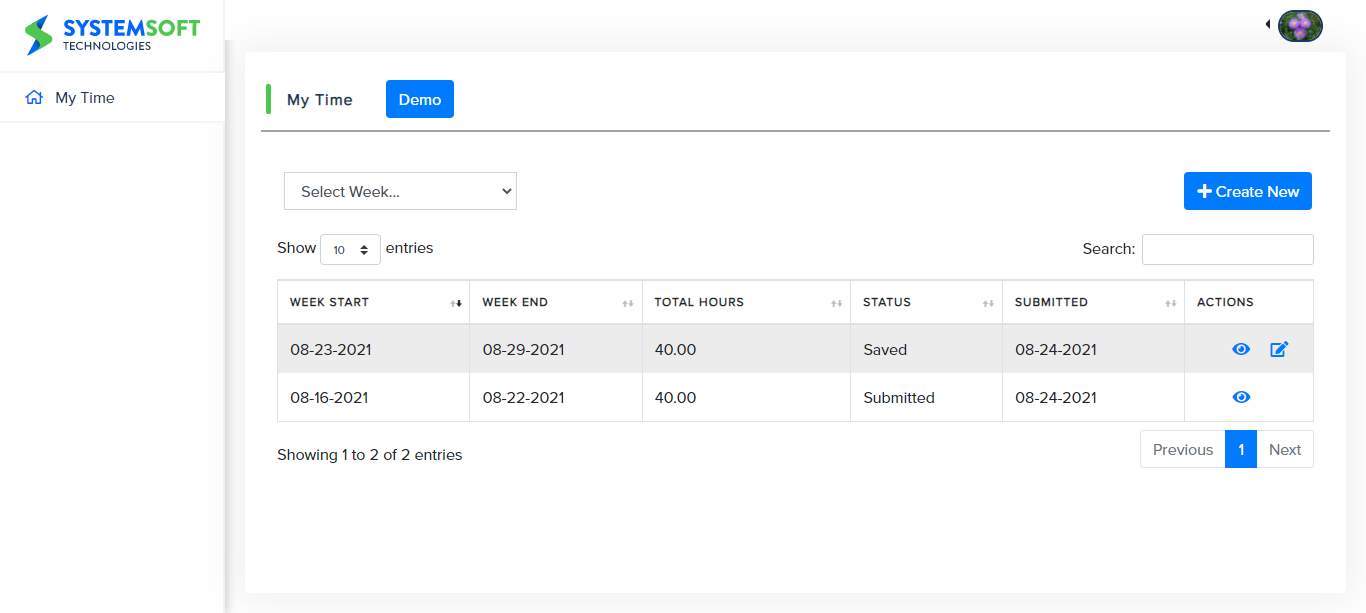 SYSTEMSOFT
TECHNOLOGIES
My Time
My Time Demo
Select Week...
Create New
Show 10 entries Search:
WEEK START WEEK END TOTAL HOURS STATUS SUBMITTED ACTIONS
08-23-2021 08-29-2021 40.00 Saved 08-24-2021
08-16-2021 08-22-2021 40.00 Submitted 08-24-2021
Showing 1 to 2 of 2 entries
Previous 1 Next